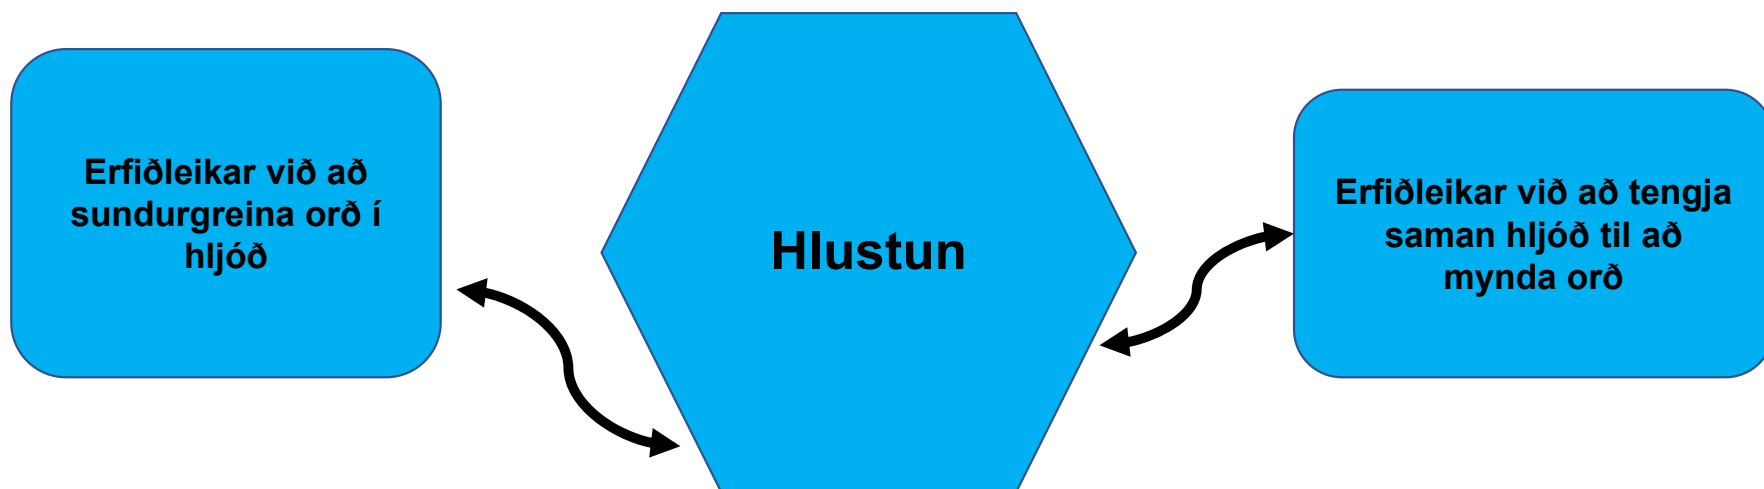 Erfiðleikar við að
sundurgreina orð í
hljóð
Hlustun
Erfiðleikar við að tengja
saman hljóð til að
mynda orð